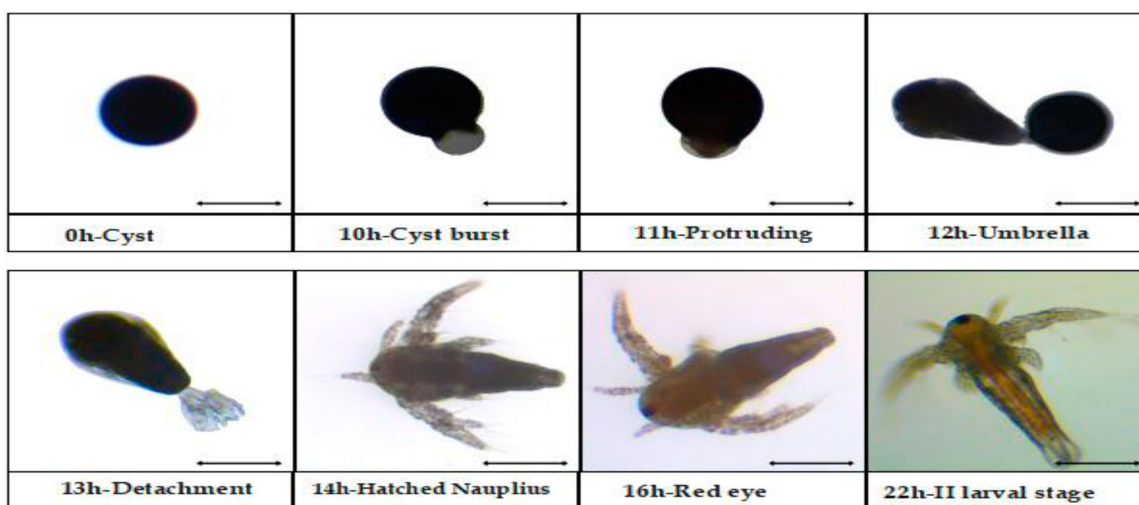 0h-Cyst
10h-Cyst burst
11h-Protruding
12h-Umbrella
13h-Detachment
14h-Hatched Nauplius
16h-Red eye
22h-II larval stage